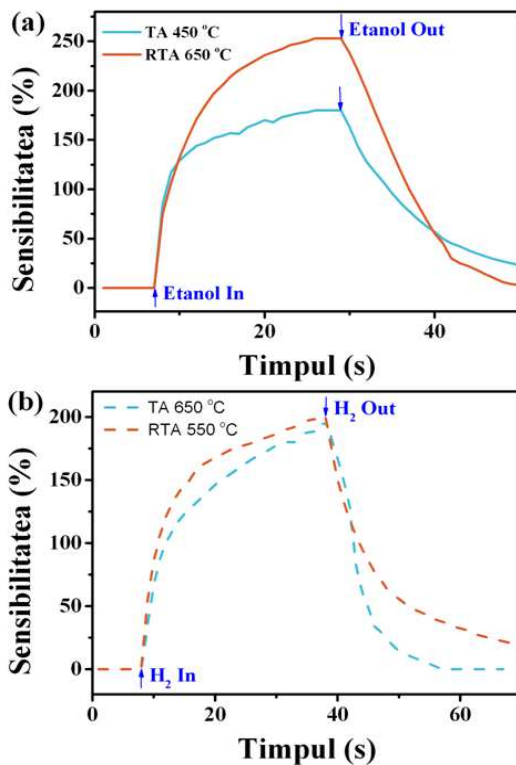 (a)
TA 450 °C
RTA 650 °C
Etanol Out
Etanol In
250
200
150
100
50
0
Sensibilitatea (%)
0
20
40
Timpul (s)
(b)
TA 650 °C
RTA 550 °C
H₂ Out
H₂ In
200
150
100
50
0
Sensibilitatea (%)
0
20
40
60
Timpul (s)